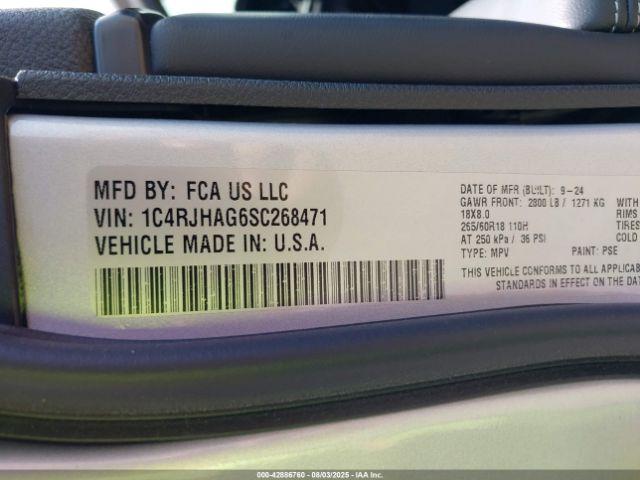 MFD BY: FCA US LLC
VIN: 1C4RJHAG6SC268471
VEHICLE MADE IN: U.S.A.
DATE OF MFR (BUILT): 9-24
GAWR FRONT: 2800 LB / 1271 KG WITH
18X8.0 RIMS
265/60R18 110H TIRES
AT 250 kPa / 36 PSI COLD
TYPE: MPV PAINT: PSE
THIS VEHICLE CONFORMS TO ALL APPLICAB
STANDARDS IN EFFECT ON THE DAT
000-42886760 - 08/03/2025 - IAA Inc.